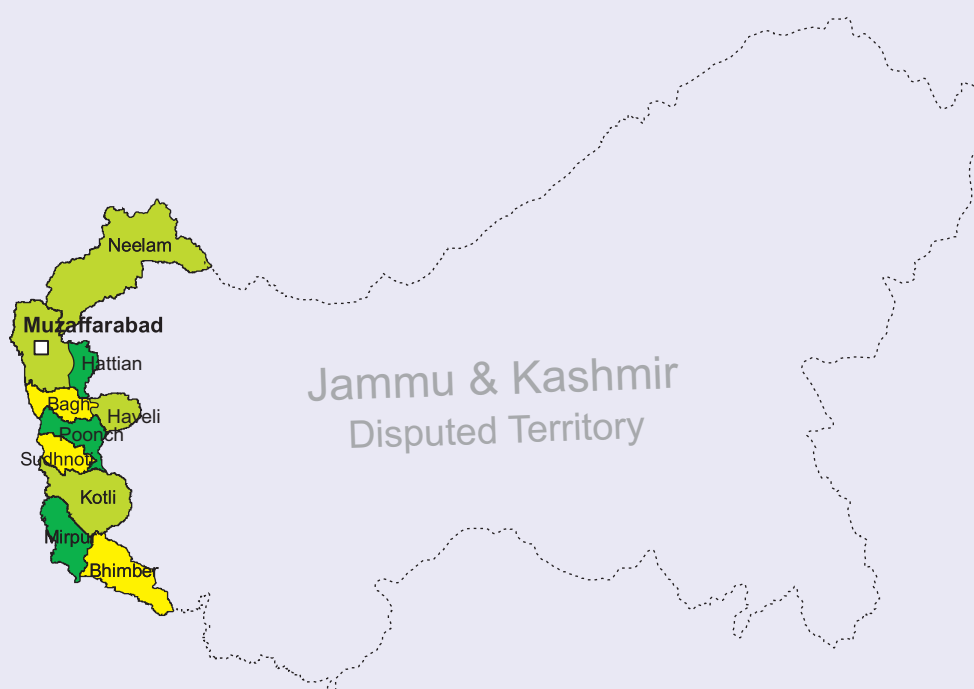 Neelam
Muzaffarabad
Hattian
Jammu & Kashmir
Disputed Territory
Bagh
Haveli
Poonch
Sudhnoti
Kotli
Mirpur
Bhimber